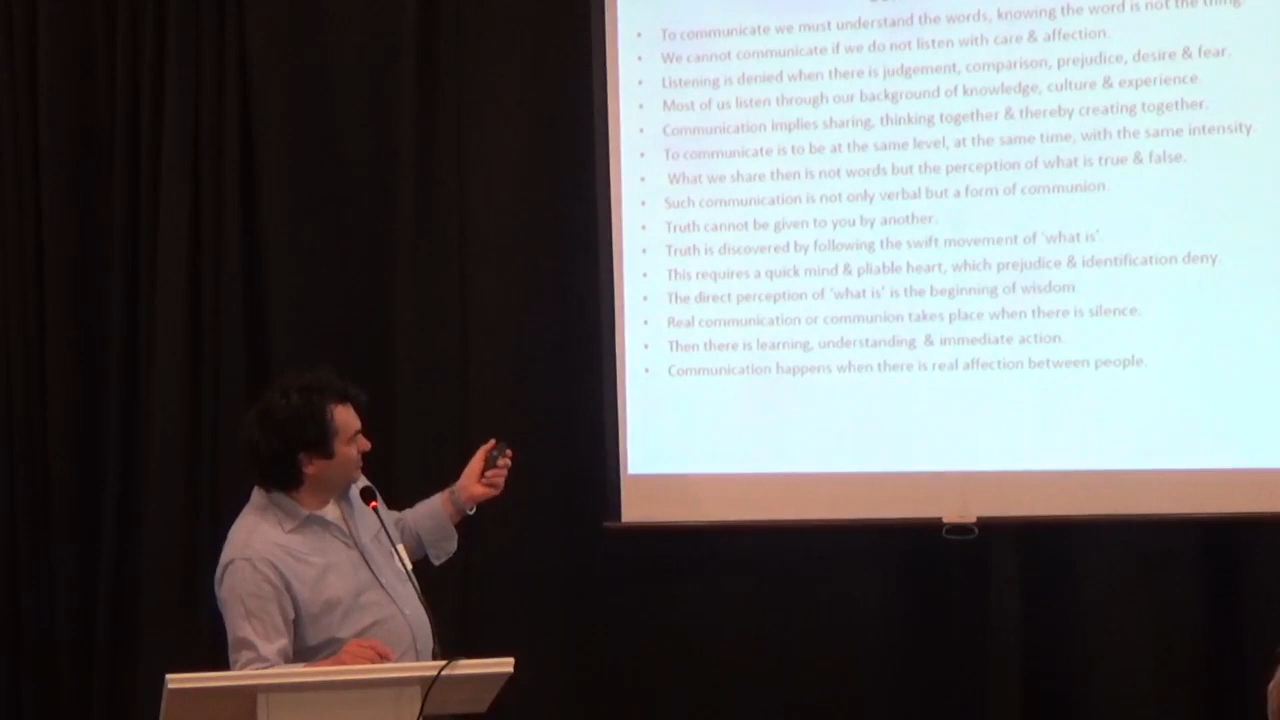 • To communicate we must understand the words, knowing the word is not the thing.
• We cannot communicate if we do not listen with care & affection.
• Listening is denied when there is judgement, comparison, prejudice, desire & fear.
• Most of us listen through our background of knowledge, culture & experience
• Communication implies sharing, thinking together & thereby creating together.
• To communicate is to be at the same level, at the same time, with the same intensity.
• What we share then is not words but the perception of what is true & false.
• Such communication is not only verbal but a form of communion.
• Truth cannot be given to you by another.
• Truth is discovered by following the swift movement of ‘what is’.
• This requires a quick mind & pliable heart, which prejudice & identification deny.
• The direct perception of ‘what is’ is the beginning of wisdom
• Real communication or communion takes place when there is silence.
• Then there is learning, understanding & immediate action.
• Communication happens when there is real affection between people.